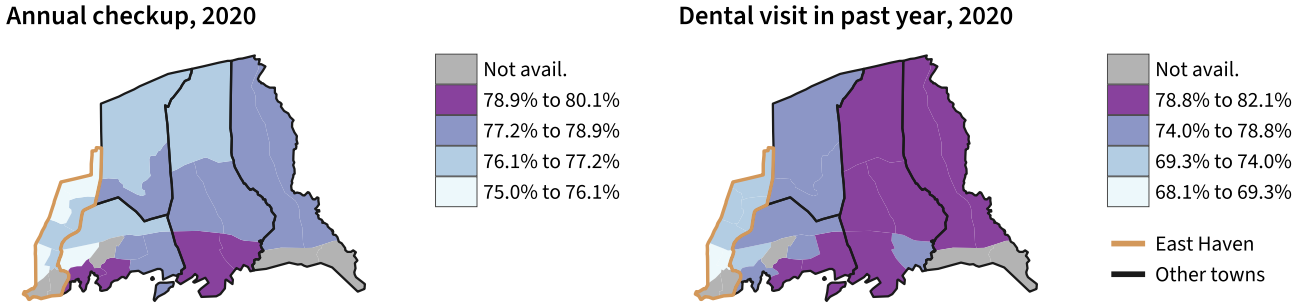 Annual checkup, 2020
Not avail.
78.9% to 80.1%
77.2% to 78.9%
76.1% to 77.2%
75.0% to 76.1%
Dental visit in past year, 2020
Not avail.
78.8% to 82.1%
74.0% to 78.8%
69.3% to 74.0%
68.1% to 69.3%
East Haven
Other towns